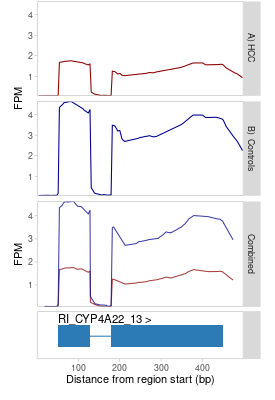 4
3
2
1
FPM
A) HCC
4
3
2
1
B) Controls
4
3
2
1
FPM
Combined
RI_CYP4A22_13 >
100 200 300 400
Distance from region start (bp)